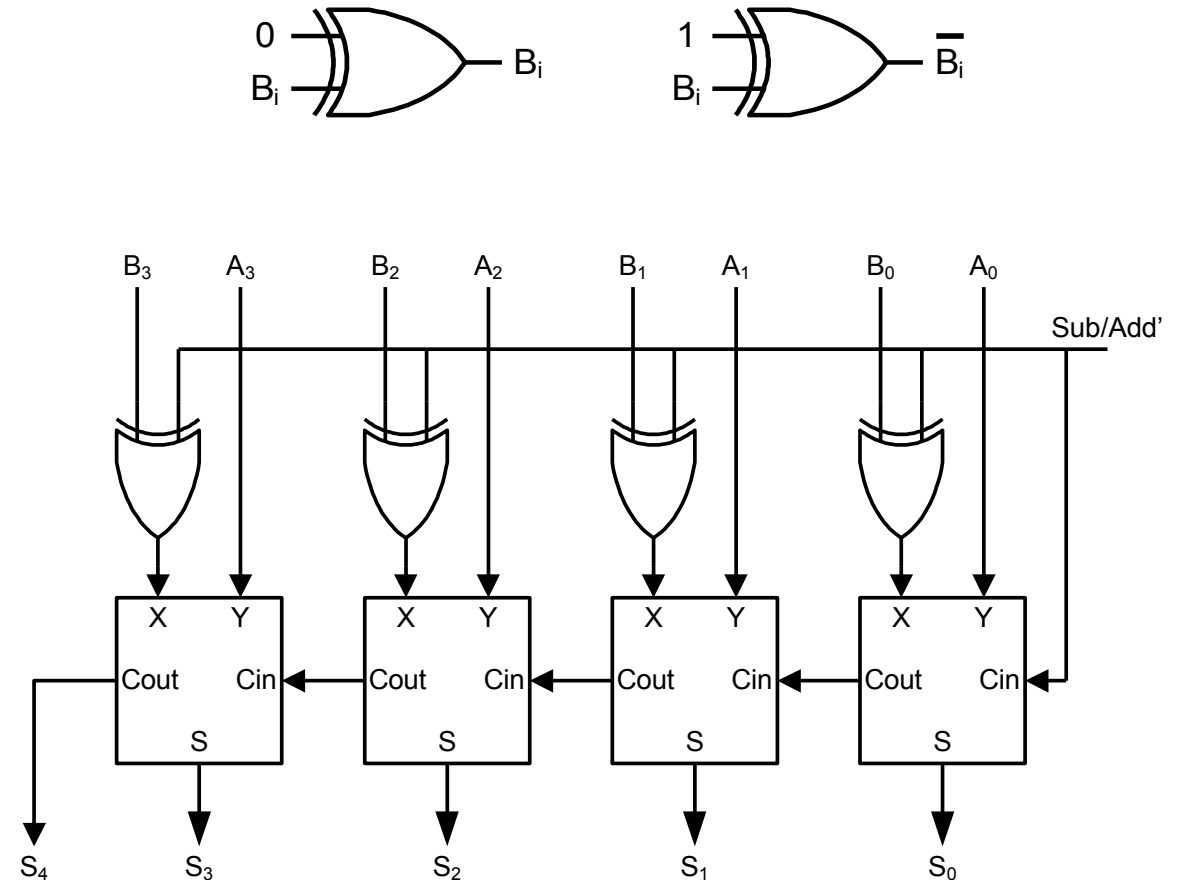 0
Bᵢ
Bᵢ
1
Bᵢ
B̅ᵢ
B₃ A₃ B₂ A₂ B₁ A₁ B₀ A₀
Sub/Add’
X Y X Y X Y X Y
Cout Cin Cout Cin Cout Cin Cout Cin
S S S S
S₄ S₃ S₂ S₁ S₀